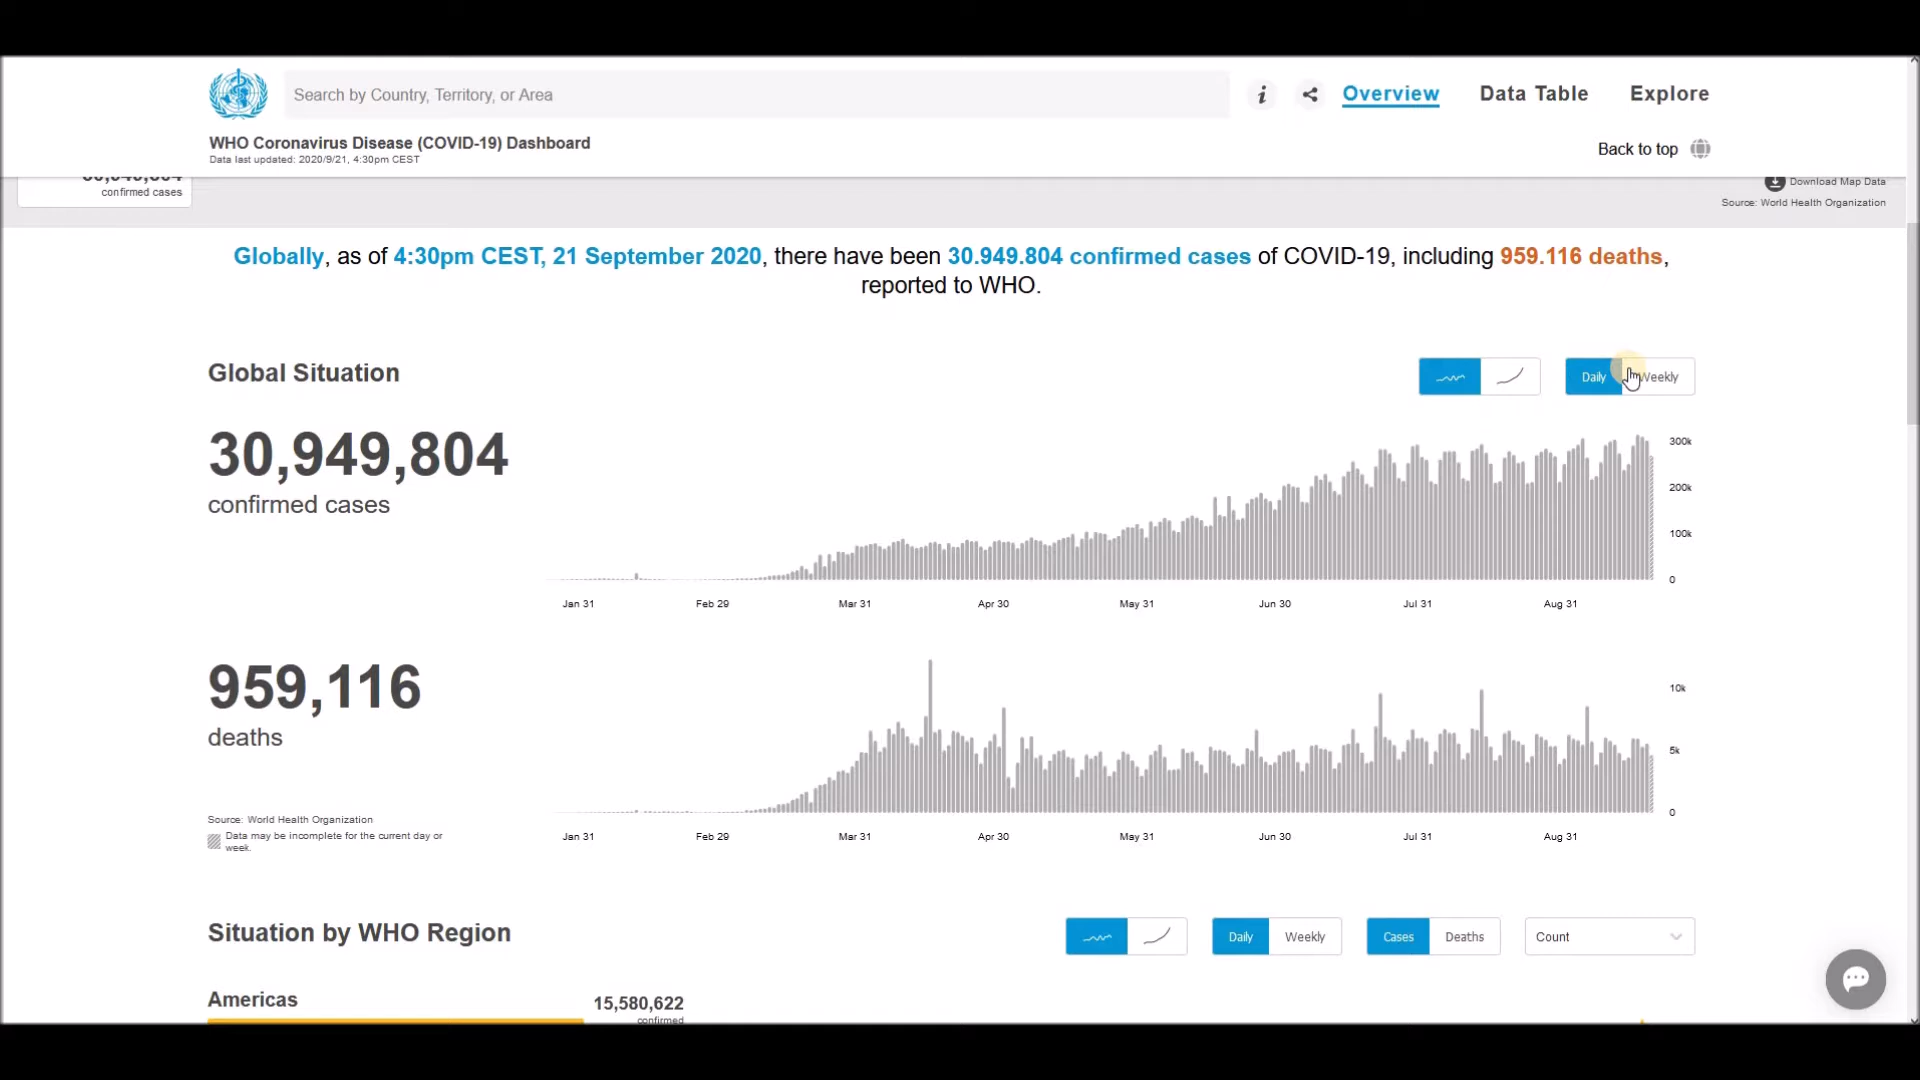 Search by Country, Territory, or Area
Overview
Data Table
Explore
WHO Coronavirus Disease (COVID-19) Dashboard
Data last updated: 2020/9/21, 4:30pm CEST
Back to top
confirmed cases
Download Map Data
Source: World Health Organization
Globally, as of 4:30pm CEST, 21 September 2020, there have been 30.949.804 confirmed cases of COVID-19, including 959.116 deaths,
reported to WHO.
Global Situation
Daily
Weekly
30,949,804
confirmed cases
300k
200k
100k
0
Jan 31 Feb 29 Mar 31 Apr 30 May 31 Jun 30 Jul 31 Aug 31
959,116
deaths
10k
5k
0
Source: World Health Organization
Data may be incomplete for the current day or
week.
Jan 31 Feb 29 Mar 31 Apr 30 May 31 Jun 30 Jul 31 Aug 31
Situation by WHO Region
Daily
Weekly
Cases
Deaths
Count
Americas
15,580,622
confirmed